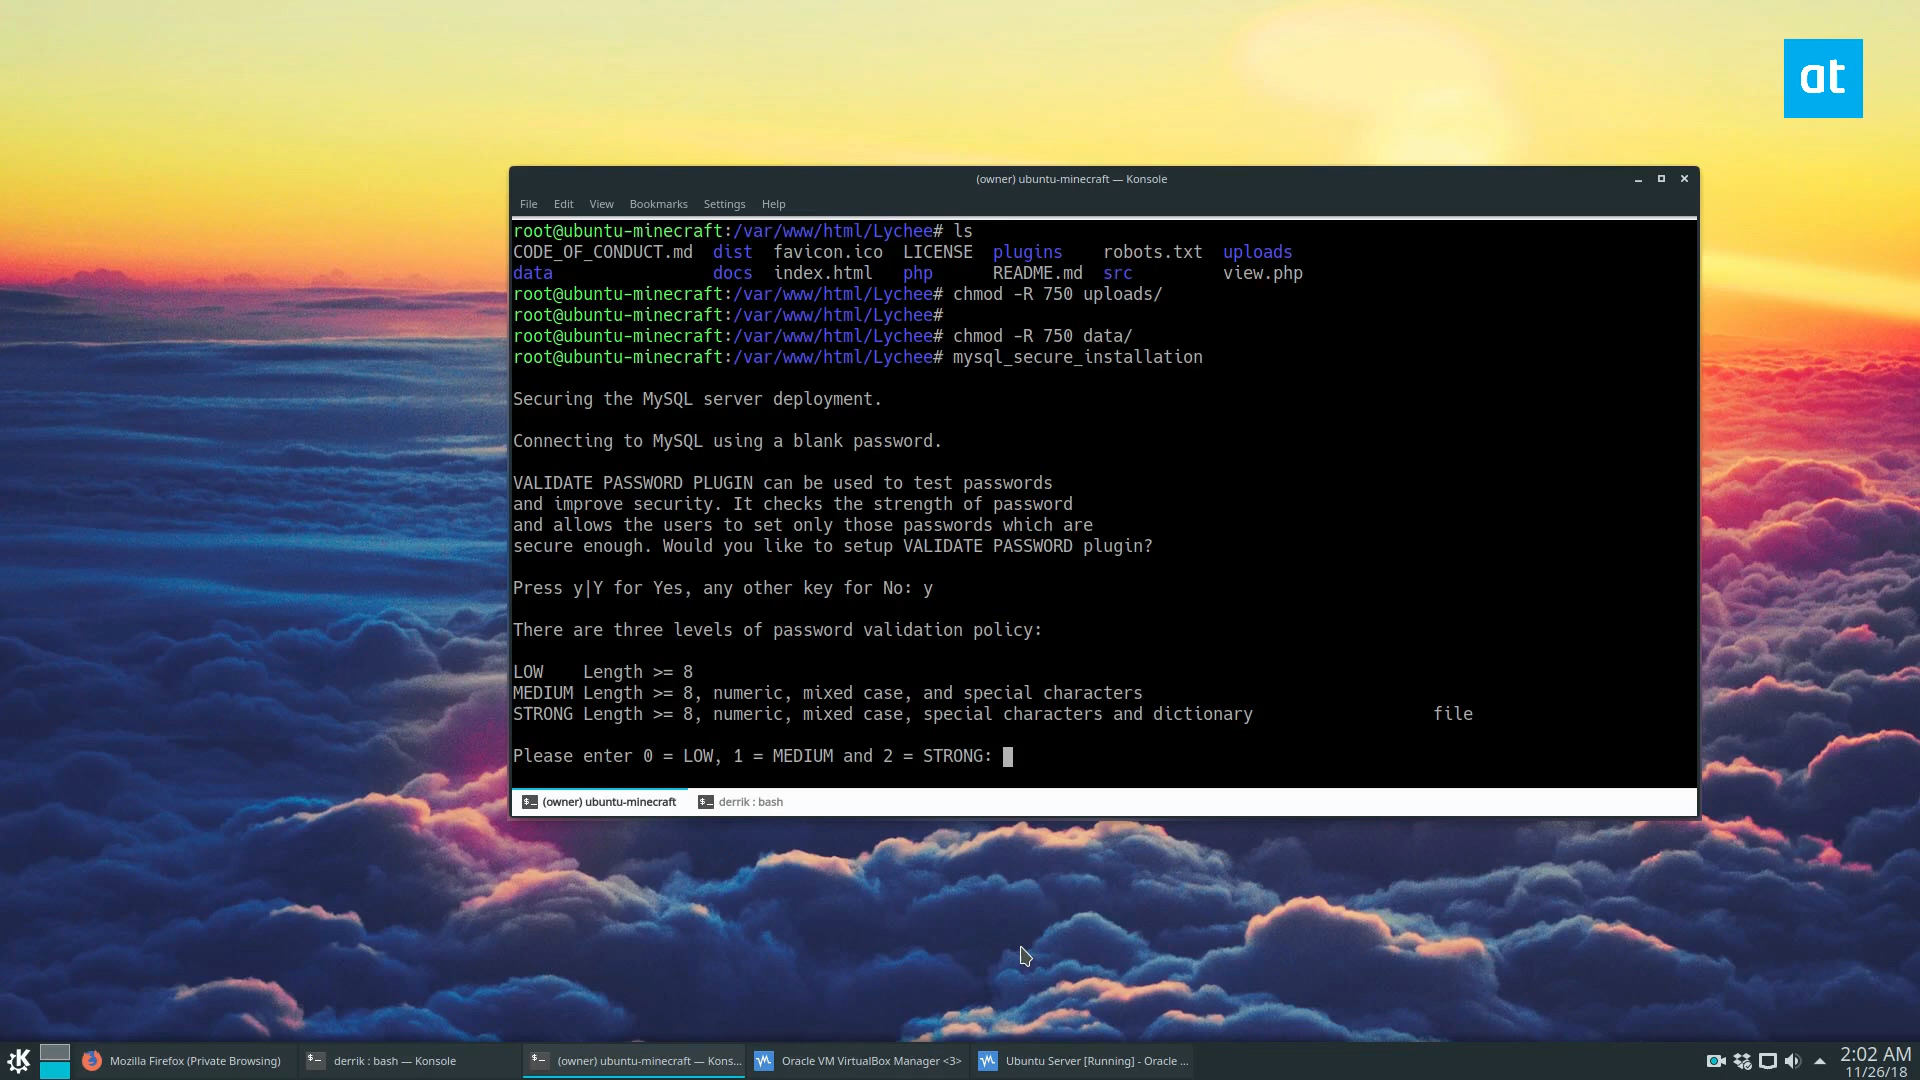 at
(owner) ubuntu-minecraft — Konsole
File Edit View Bookmarks Settings Help
root@ubuntu-minecraft:/var/www/html/Lychee# ls
CODE_OF_CONDUCT.md dist favicon.ico LICENSE plugins robots.txt uploads
data docs index.html php README.md src view.php
root@ubuntu-minecraft:/var/www/html/Lychee# chmod -R 750 uploads/
root@ubuntu-minecraft:/var/www/html/Lychee#
root@ubuntu-minecraft:/var/www/html/Lychee# chmod -R 750 data/
root@ubuntu-minecraft:/var/www/html/Lychee# mysql_secure_installation
Securing the MySQL server deployment.
Connecting to MySQL using a blank password.
VALIDATE PASSWORD PLUGIN can be used to test passwords
and improve security. It checks the strength of password
and allows the users to set only those passwords which are
secure enough. Would you like to setup VALIDATE PASSWORD plugin?
Press y|Y for Yes, any other key for No: y
There are three levels of password validation policy:
LOW Length >= 8
MEDIUM Length >= 8, numeric, mixed case, and special characters
STRONG Length >= 8, numeric, mixed case, special characters and dictionary file
Please enter 0 = LOW, 1 = MEDIUM and 2 = STRONG:
(owner) ubuntu-minecraft derrik : bash
Mozilla Firefox (Private Browsing) derrik : bash — Konsole (owner) ubuntu-minecraft — Kons... Oracle VM VirtualBox Manager <3> Ubuntu Server [Running] - Oracle ... 2:02 AM
11/26/18